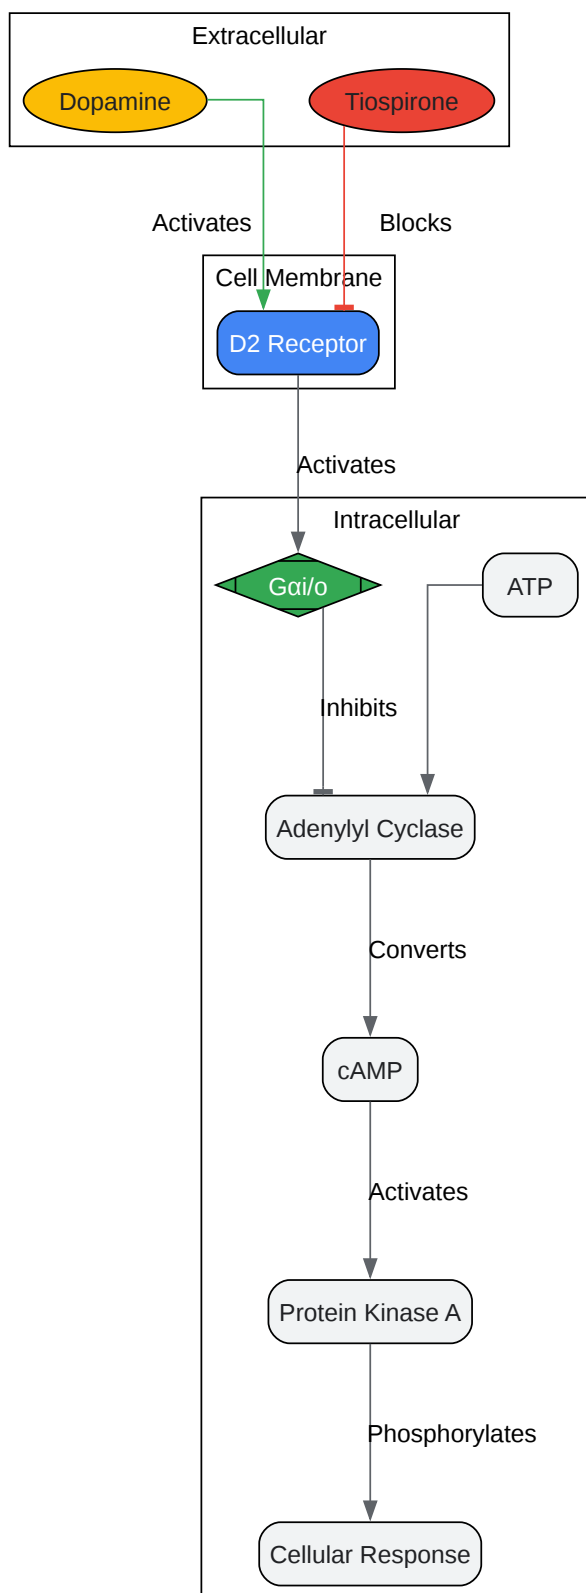 Extracellular
Dopamine
Tiospirone
Activates
Blocks
Cell Membrane
D2 Receptor
Activates
Intracellular
Gαi/o
ATP
Inhibits
Adenylyl Cyclase
Converts
cAMP
Activates
Protein Kinase A
Phosphorylates
Cellular Response